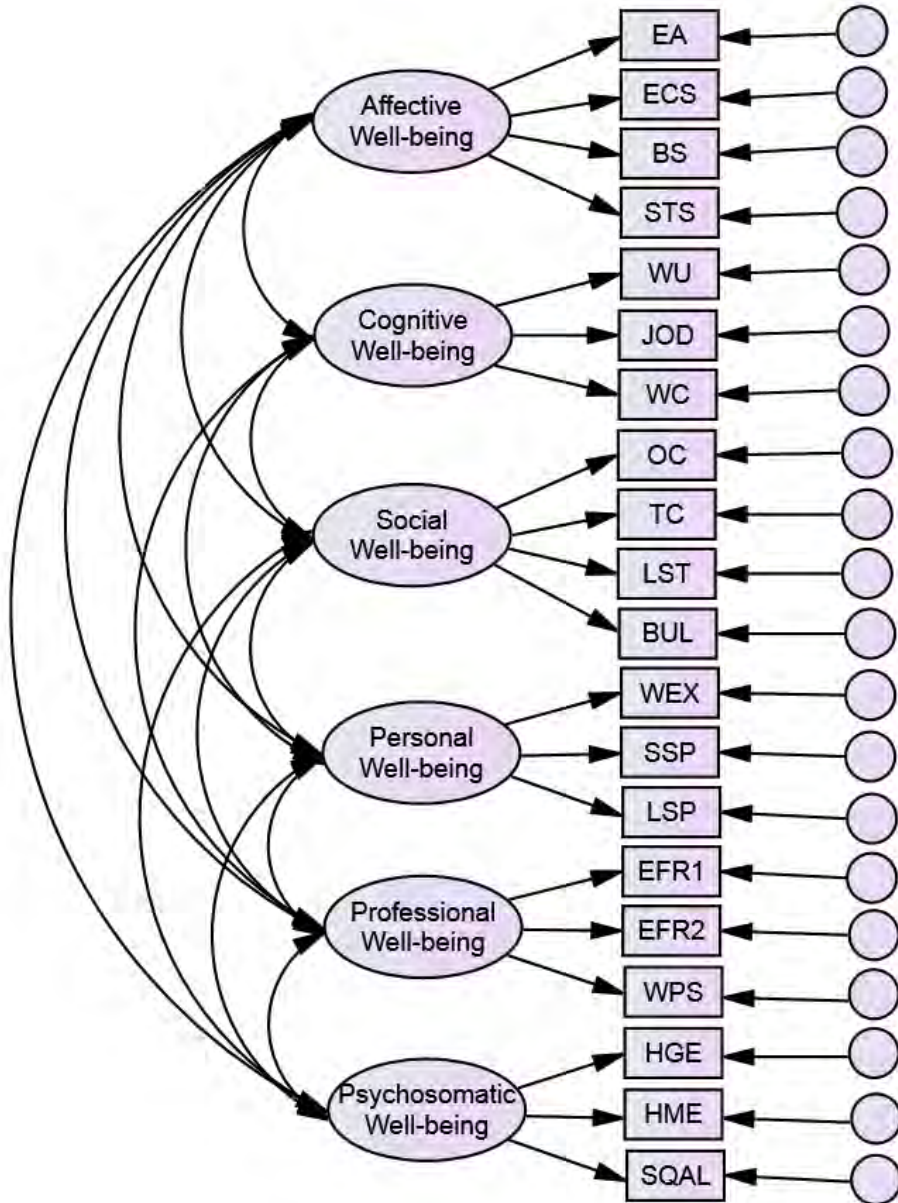 EA
ECS
Affective
Well-being
BS
STS
WU
Cognitive
Well-being
JOD
WC
OC
TC
Social
Well-being
LST
BUL
WEX
Personal
Well-being
SSP
LSP
EFR1
Professional
Well-being
EFR2
WPS
HGE
Psychosomatic
Well-being
HME
SQAL